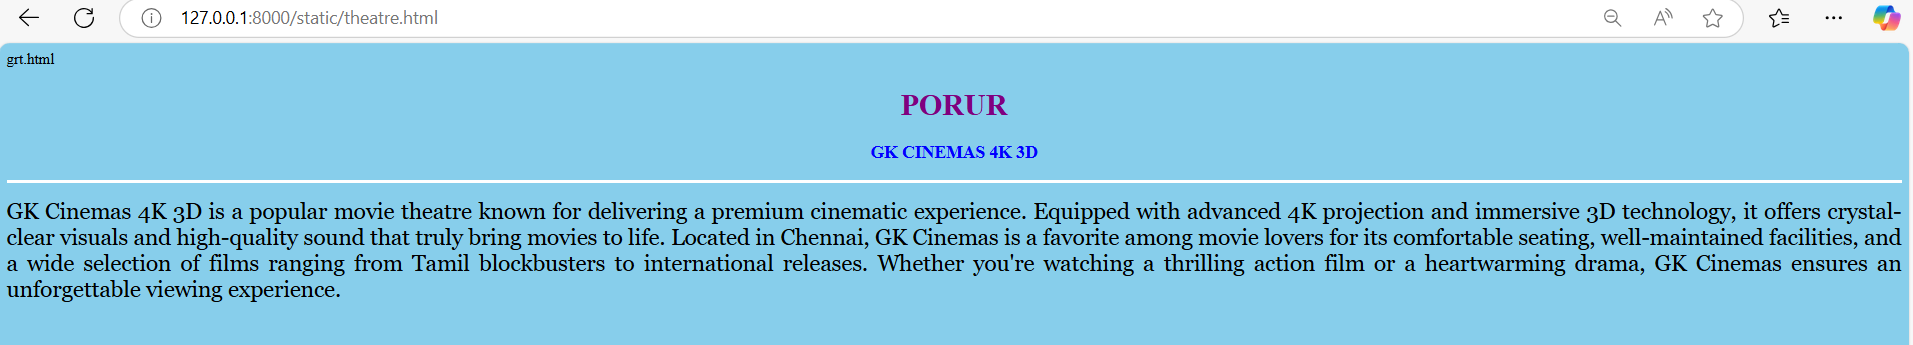 127.0.0.1:8000/static/theatre.html
grt.html
PORUR
GK CINEMAS 4K 3D
GK Cinemas 4K 3D is a popular movie theatre known for delivering a premium cinematic experience. Equipped with advanced 4K projection and immersive 3D technology, it offers crystal-
clear visuals and high-quality sound that truly bring movies to life. Located in Chennai, GK Cinemas is a favorite among movie lovers for its comfortable seating, well-maintained facilities, and
a wide selection of films ranging from Tamil blockbusters to international releases. Whether you're watching a thrilling action film or a heartwarming drama, GK Cinemas ensures an
unforgettable viewing experience.